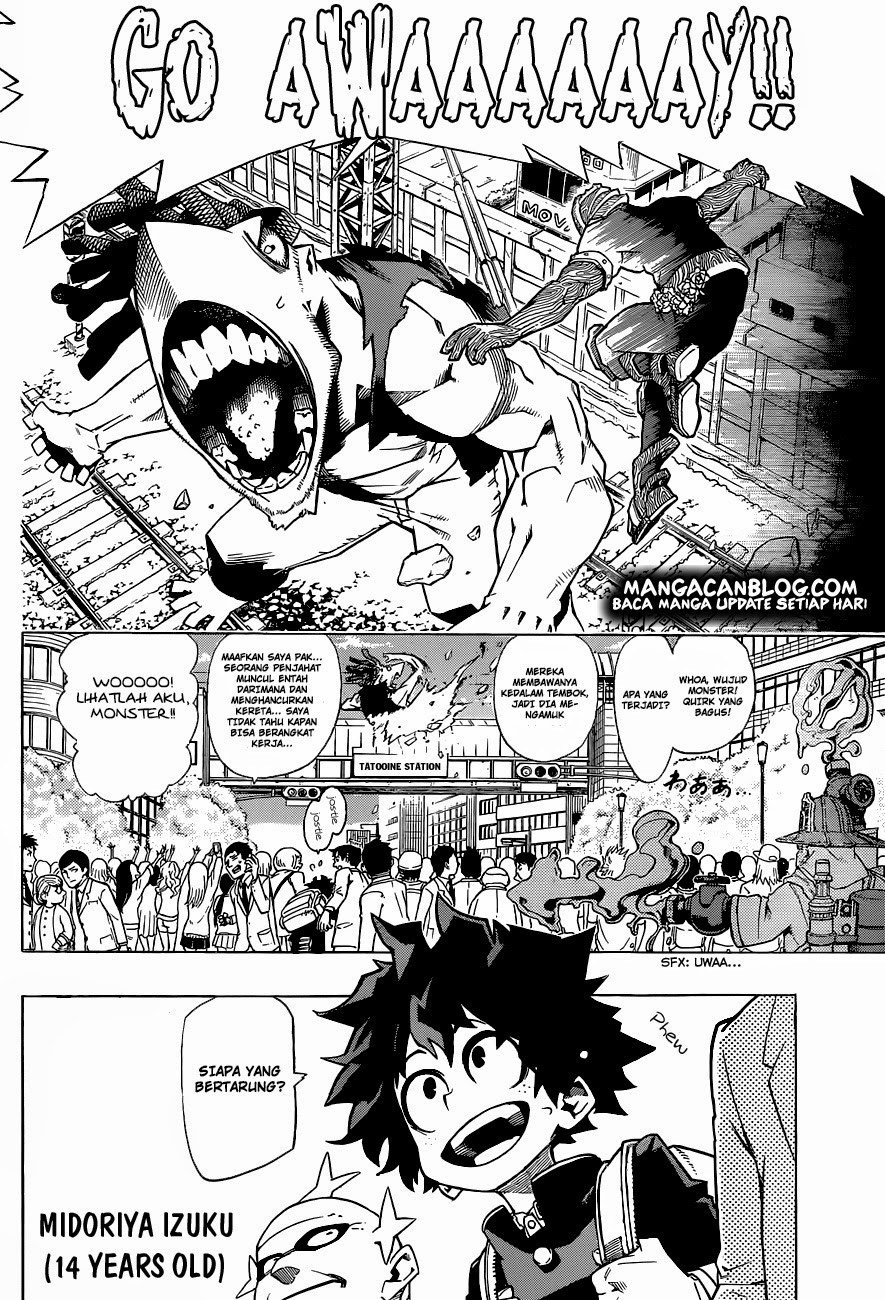 GO AWAAAAAAAY!!
MOV
MANGACANBLOG.COM
BACA MANGA UPDATE SETIAP HARI
WHOA, WUJUD
MONSTER!
QUIRK YANG
BAGUS!
APA YANG
TERJADI?
MEREKA
MEMBAWANYA
KEDALAM TEMBOK,
JADI DIA ME-
NGAMUK
MAAFKAN SAYA PAK...
SEORANG PENJAHAT
MUNCUL ENTAH
DARIMANA DAN
MENGHANCURKAN
KERETA... SAYA
TIDAK TAHU KAPAN
BISA BERANGKAT
KERJA...
WOOOOO!
LIHATLAH AKU,
MONSTER!!
TATOOINE STATION
わあぁ
Jostle
Jostle
SFX: UWAA...
Phew
SIAPA YANG
BERTARUNG?
MIDORIYA IZUKU
(14 YEARS OLD)